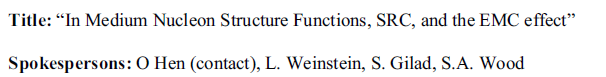 Title: “In Medium Nucleon Structure Functions, SRC, and the EMC effect”
Spokespersons: O Hen (contact), L. Weinstein, S. Gilad, S.A. Wood